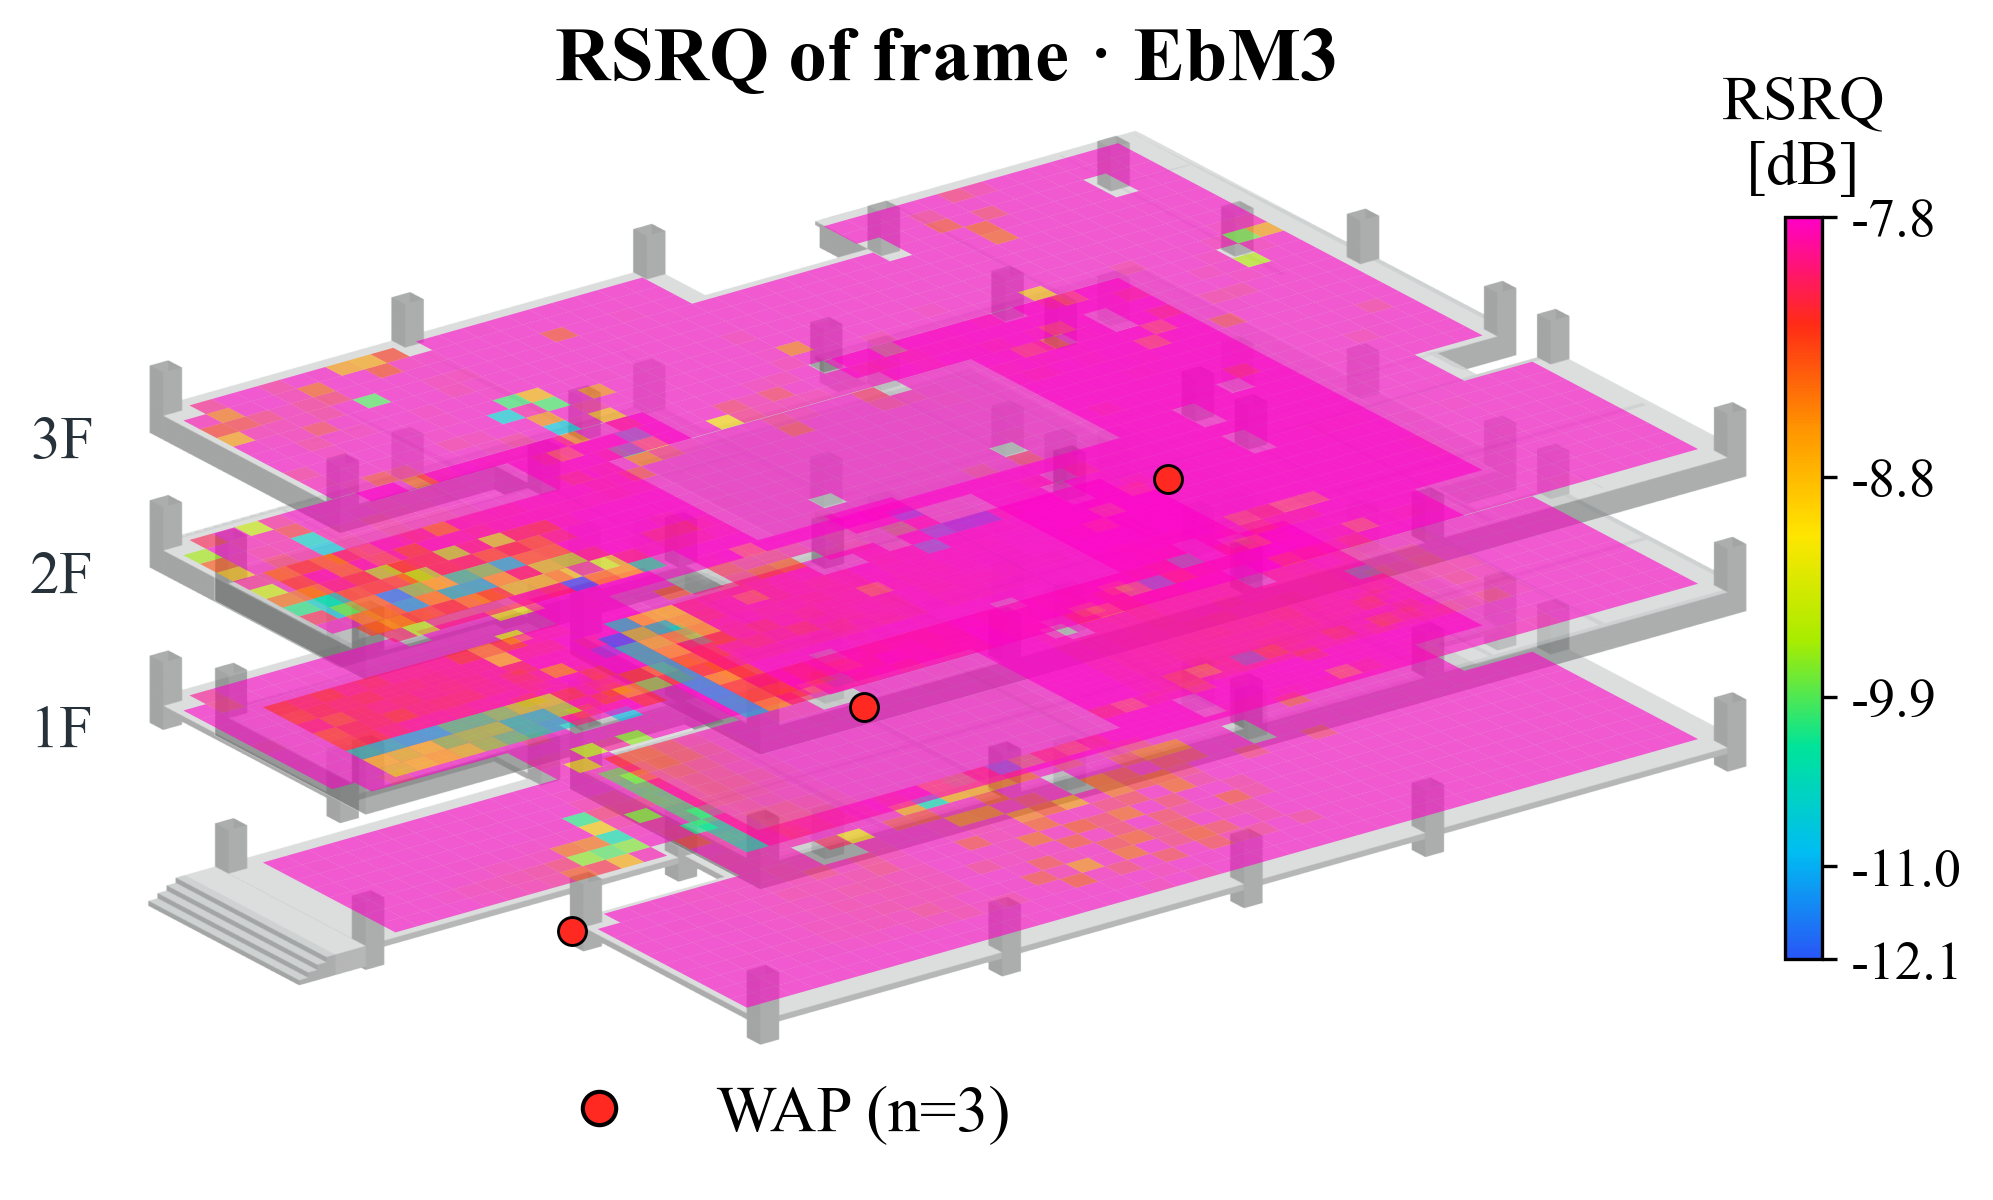 RSRQ of frame · EbM3
RSRQ
[dB]
-7.8
-8.8
-9.9
-11.0
-12.1
3F
2F
1F
WAP (n=3)